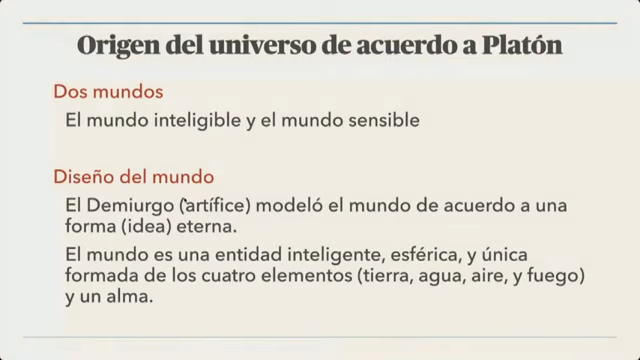 Origen del universo de acuerdo a Platón
Dos mundos
El mundo inteligible y el mundo sensible
Diseño del mundo
El Demiurgo (artífice) modeló el mundo de acuerdo a una
forma (idea) eterna.
El mundo es una entidad inteligente, esférica, y única
formada de los cuatro elementos (tierra, agua, aire, y fuego)
y un alma.